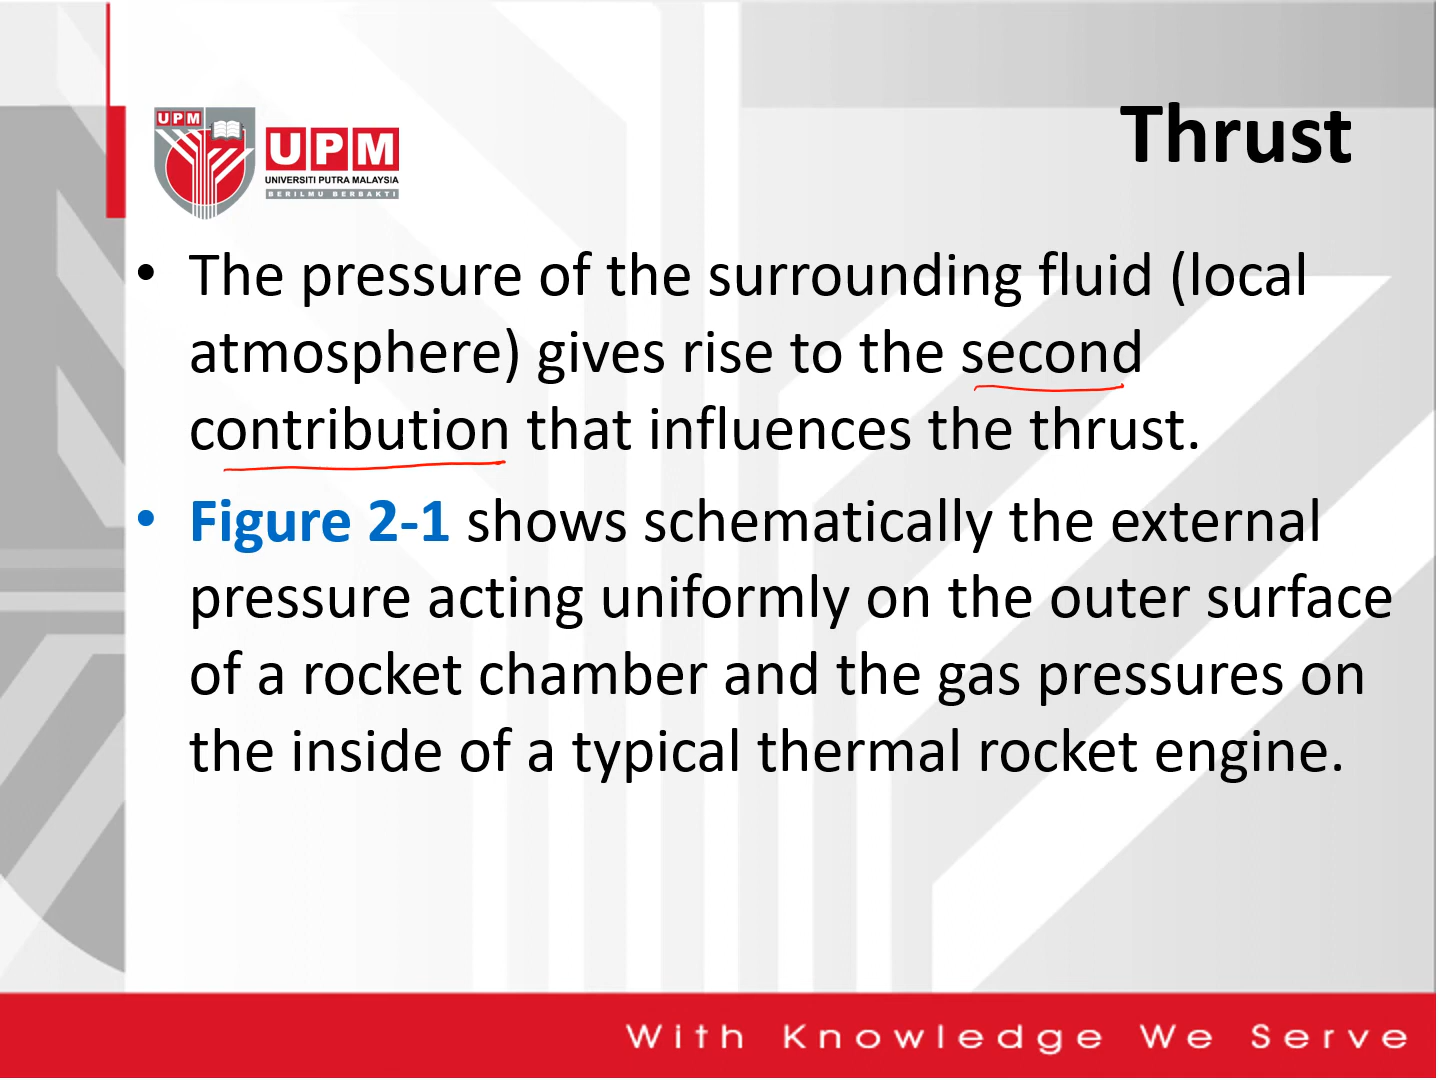 Thrust
UPM
UPM
UNIVERSITI PUTRA MALAYSIA
BERILMU BERBAKTI
• The pressure of the surrounding fluid (local
atmosphere) gives rise to the second
contribution that influences the thrust.
• Figure 2-1 shows schematically the external
pressure acting uniformly on the outer surface
of a rocket chamber and the gas pressures on
the inside of a typical thermal rocket engine.
With Knowledge We Serve